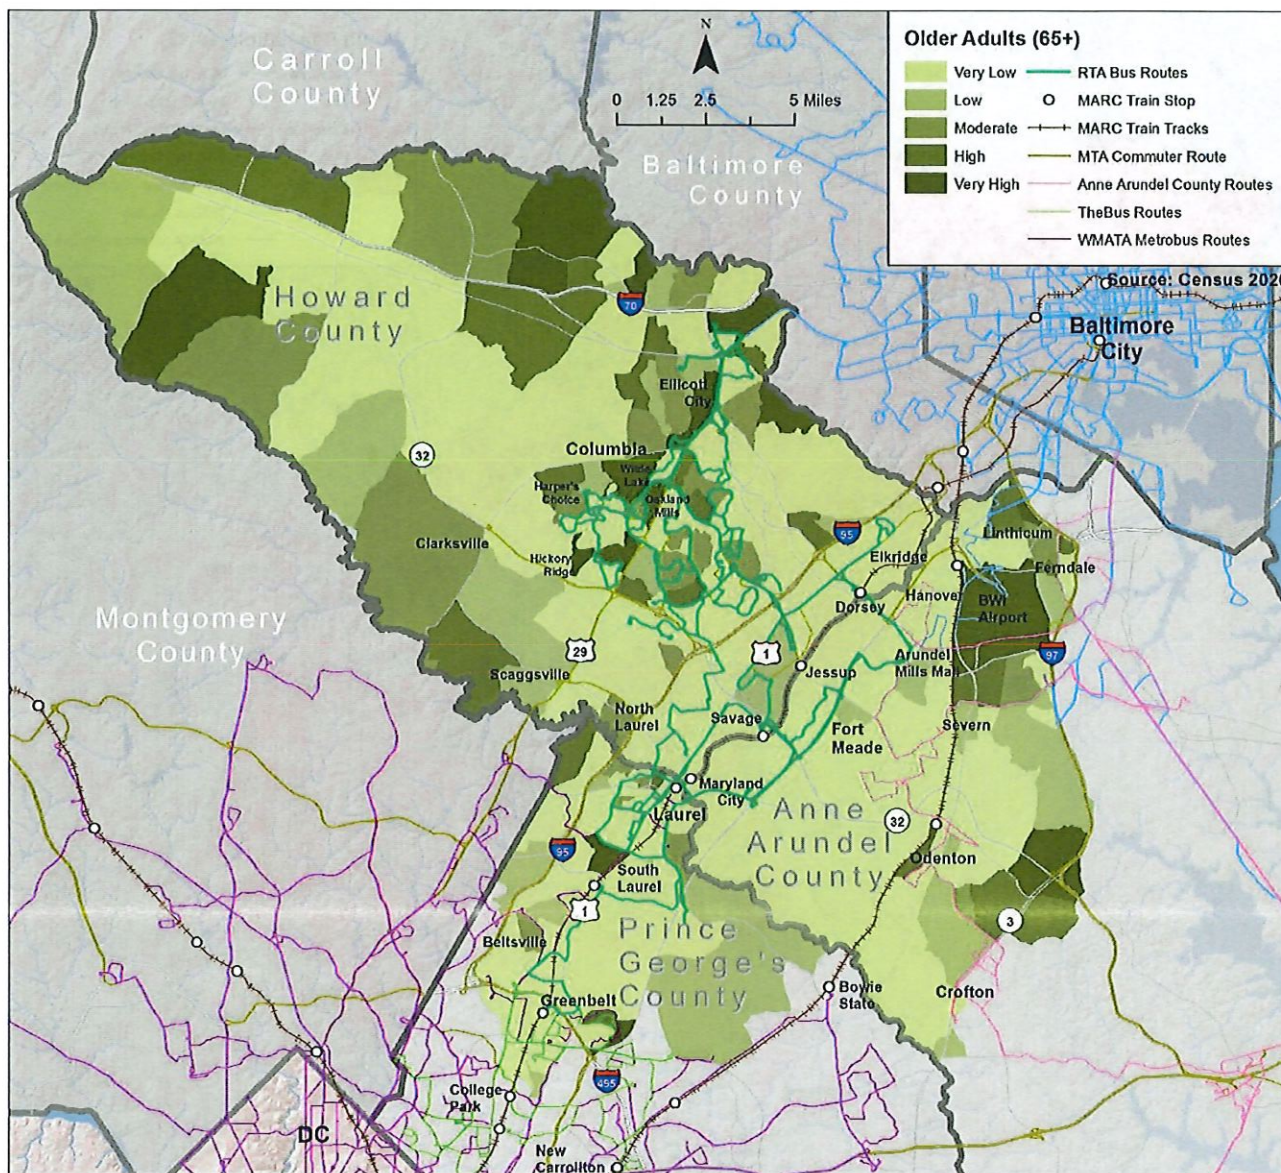 Carroll
County
N
0 1.25 2.5 5 Miles
Baltimore
County
Older Adults (65+)
Very Low
Low
Moderate
High
Very High
RTA Bus Routes
MARC Train Stop
MARC Train Tracks
MTA Commuter Route
Anne Arundel County Routes
TheBus Routes
WMATA Metrobus Routes
Source: Census 2020
Baltimore
City
Howard
County
70
Ellicott
City
32
Columbia
Wilde
Lake
Harper's
Choice
Oakland
Mills
Clarksville
Hickory
Ridge
95
Elkridge
Linthicum
Ferndale
Dorsey
Hanover
BWI
Airport
Montgomery
County
29
1
Jessup
Arundel
Mills Mall
97
Scaggsville
North
Laurel
Savage
Fort
Meade
Severn
Maryland
City
Laurel
Anne
Arundel
County
32
Odenton
95
South
Laurel
1
3
Beltsville
Prince
George's
County
Greenbelt
Bowie
State
Crofton
495
College
Park
DC
New
Carrollton